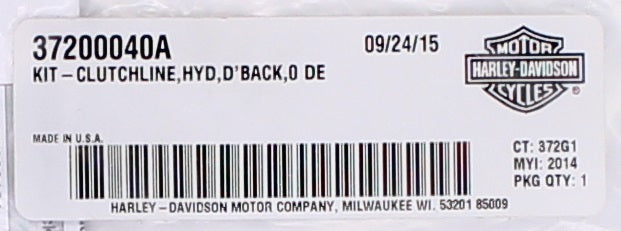 37200040A
09/24/15
KIT-CLUTCHLINE,HYD,D'BACK,0 DE
MOTOR
HARLEY-DAVIDSON
CYCLES
MADE IN U.S.A.
CT: 372G1
MYI: 2014
PKG QTY: 1
HARLEY-DAVIDSON MOTOR COMPANY, MILWAUKEE WI. 53201 85009